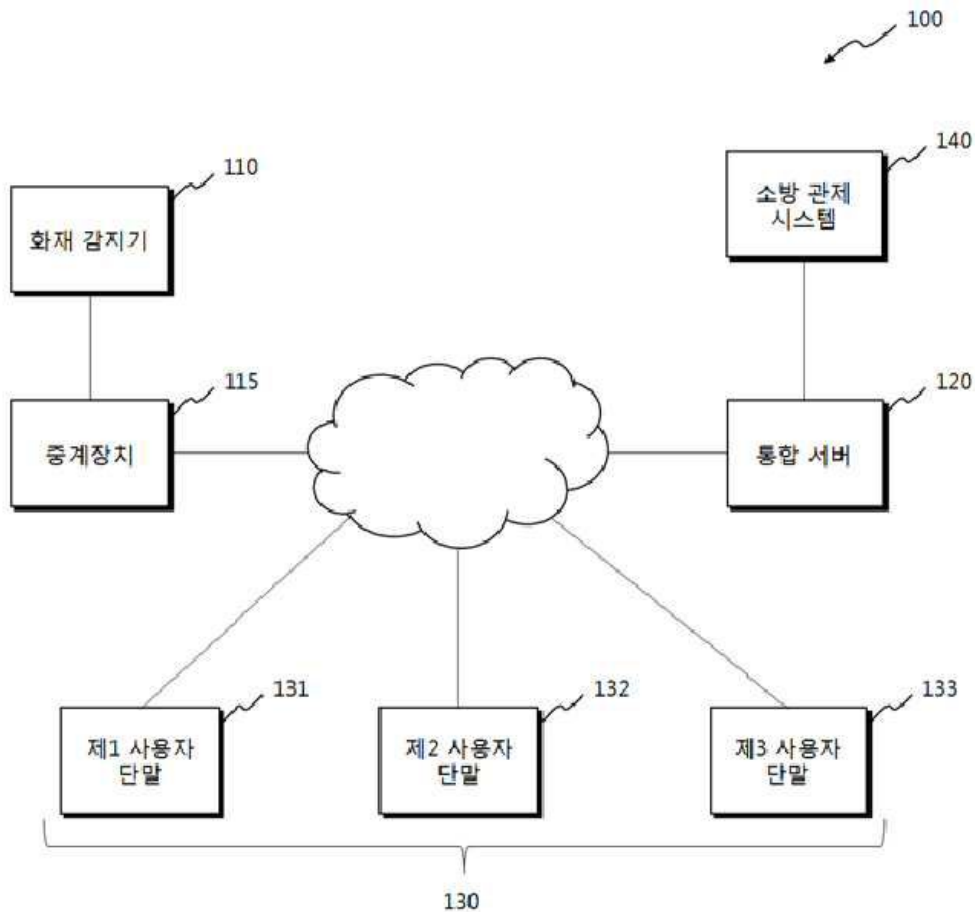 100
110
화재 감지기
140
소방 관제
시스템
115
중계장치
120
통합 서버
131
제1 사용자
단말
132
제2 사용자
단말
133
제3 사용자
단말
130